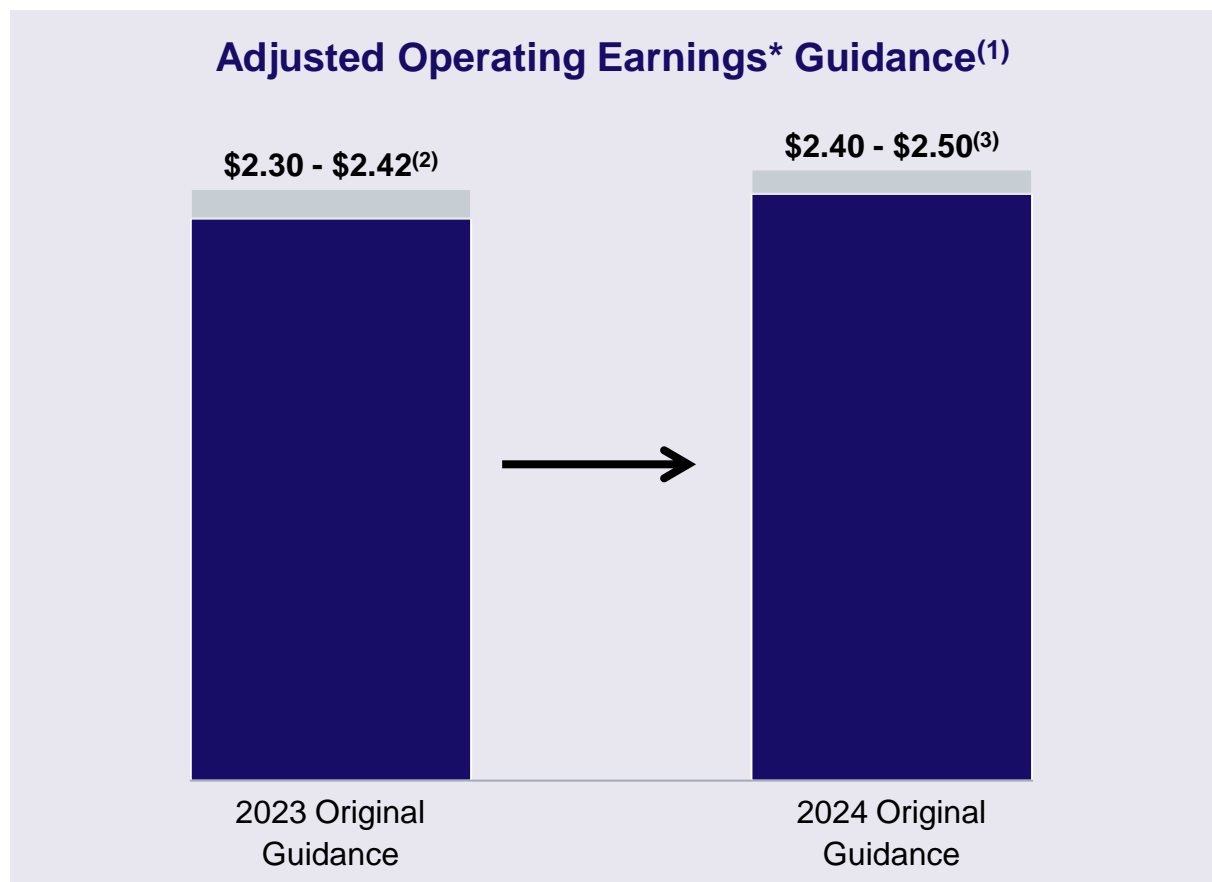 Adjusted Operating Earnings* Guidance(1)
$2.30 - $2.42(2)
$2.40 - $2.50(3)
2023 Original
Guidance
2024 Original
Guidance